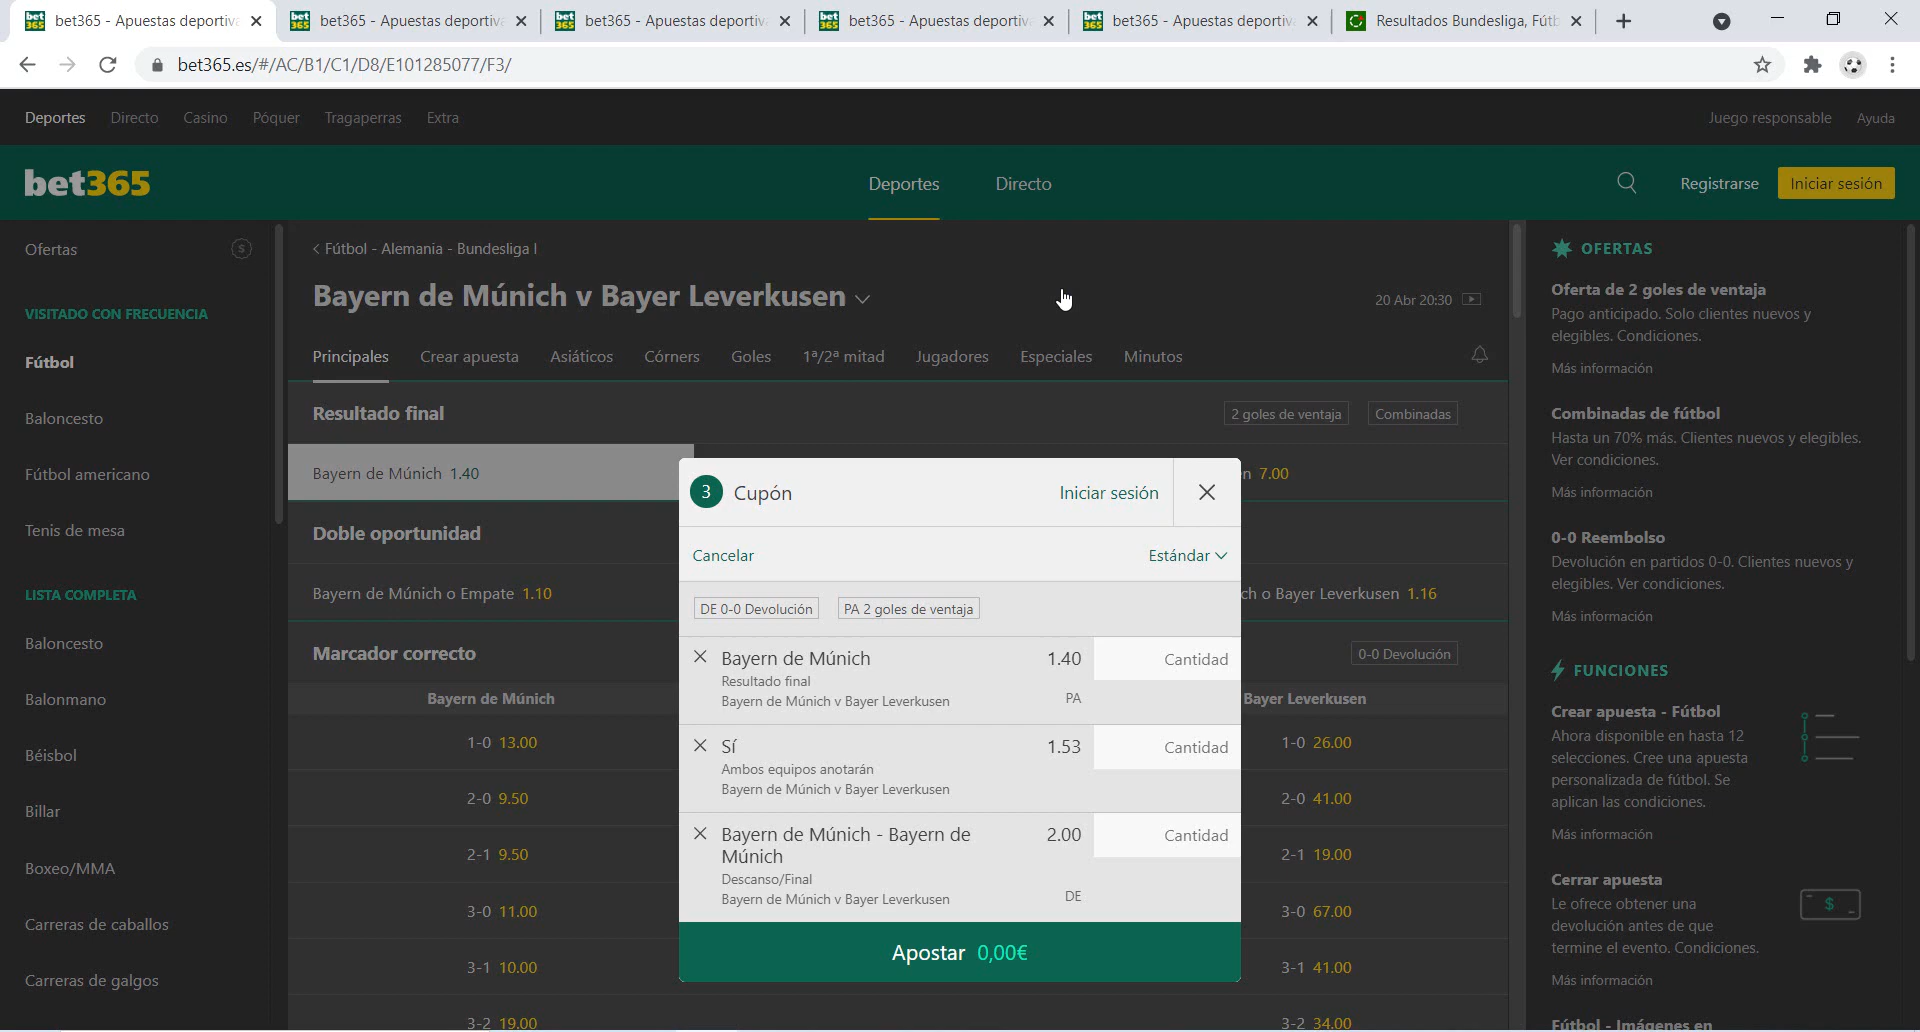 bet365 - Apuestas deportiva
bet365 - Apuestas deportiva
bet365 - Apuestas deportiva
bet365 - Apuestas deportiva
bet365 - Apuestas deportiv
Resultados Bundesliga, Fútb
bet365.es/#/AC/B1/C1/D8/E101285077/F3/
Deportes Directo Casino Póquer Tragaperras Extra
Juego responsable Ayuda
bet365
Deportes Directo
Registrarse Iniciar sesión
Ofertas
VISITADO CON FRECUENCIA
Fútbol
Baloncesto
Fútbol americano
Tenis de mesa
LISTA COMPLETA
Baloncesto
Balonmano
Béisbol
Billar
Boxeo/MMA
Carreras de caballos
Carreras de galgos
< Fútbol - Alemania - Bundesliga I
Bayern de Múnich v Bayer Leverkusen
20 Abr 20:30
Principales Crear apuesta Asiáticos Córners Goles 1ª/2ª mitad Jugadores Especiales Minutos
Resultado final
2 goles de ventaja Combinadas
Bayern de Múnich 1.40
n 7.00
Doble oportunidad
Bayern de Múnich o Empate 1.10
ch o Bayer Leverkusen 1.16
Marcador correcto
0-0 Devolución
Bayern de Múnich
Bayer Leverkusen
1-0 13.00
1-0 26.00
2-0 9.50
2-0 41.00
2-1 9.50
2-1 19.00
3-0 11.00
3-0 67.00
3-1 10.00
3-1 41.00
3-2 19.00
3-2 34.00
3 Cupón
Iniciar sesión
Cancelar
Estándar
DE 0-0 Devolución PA 2 goles de ventaja
Bayern de Múnich 1.40 Cantidad
Resultado final
Bayern de Múnich v Bayer Leverkusen PA
Sí 1.53 Cantidad
Ambos equipos anotarán
Bayern de Múnich v Bayer Leverkusen
Bayern de Múnich - Bayern de 2.00 Cantidad
Múnich
Descanso/Final
Bayern de Múnich v Bayer Leverkusen DE
Apostar 0,00€
OFERTAS
Oferta de 2 goles de ventaja
Pago anticipado. Solo clientes nuevos y
elegibles. Condiciones.
Más información
Combinadas de fútbol
Hasta un 70% más. Clientes nuevos y elegibles.
Ver condiciones.
Más información
0-0 Reembolso
Devolución en partidos 0-0. Clientes nuevos y
elegibles. Ver condiciones.
Más información
FUNCIONES
Crear apuesta - Fútbol
Ahora disponible en hasta 12
selecciones. Cree una apuesta
personalizada de fútbol. Se
aplican las condiciones.
Más información
Cerrar apuesta
Le ofrece obtener una
devolución antes de que
termine el evento. Condiciones.
Más información
Fútbol - Imágenes en